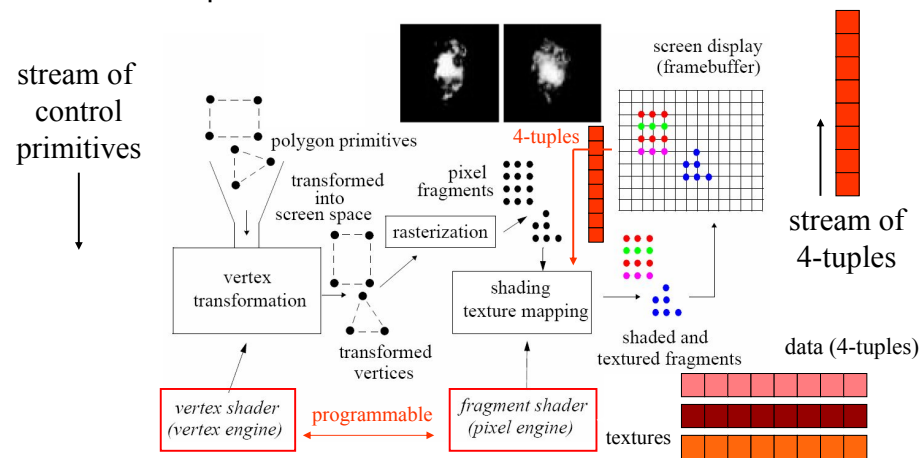 stream of
control
primitives
polygon primitives
transformed
into
screen space
vertex
transformation
transformed
vertices
vertex shader
(vertex engine)
programmable
4-tuples
pixel
fragments
rasterization
shading
texture mapping
fragment shader
(pixel engine)
screen display
(framebuffer)
shaded and
textured fragments
stream of
4-tuples
data (4-tuples)
textures